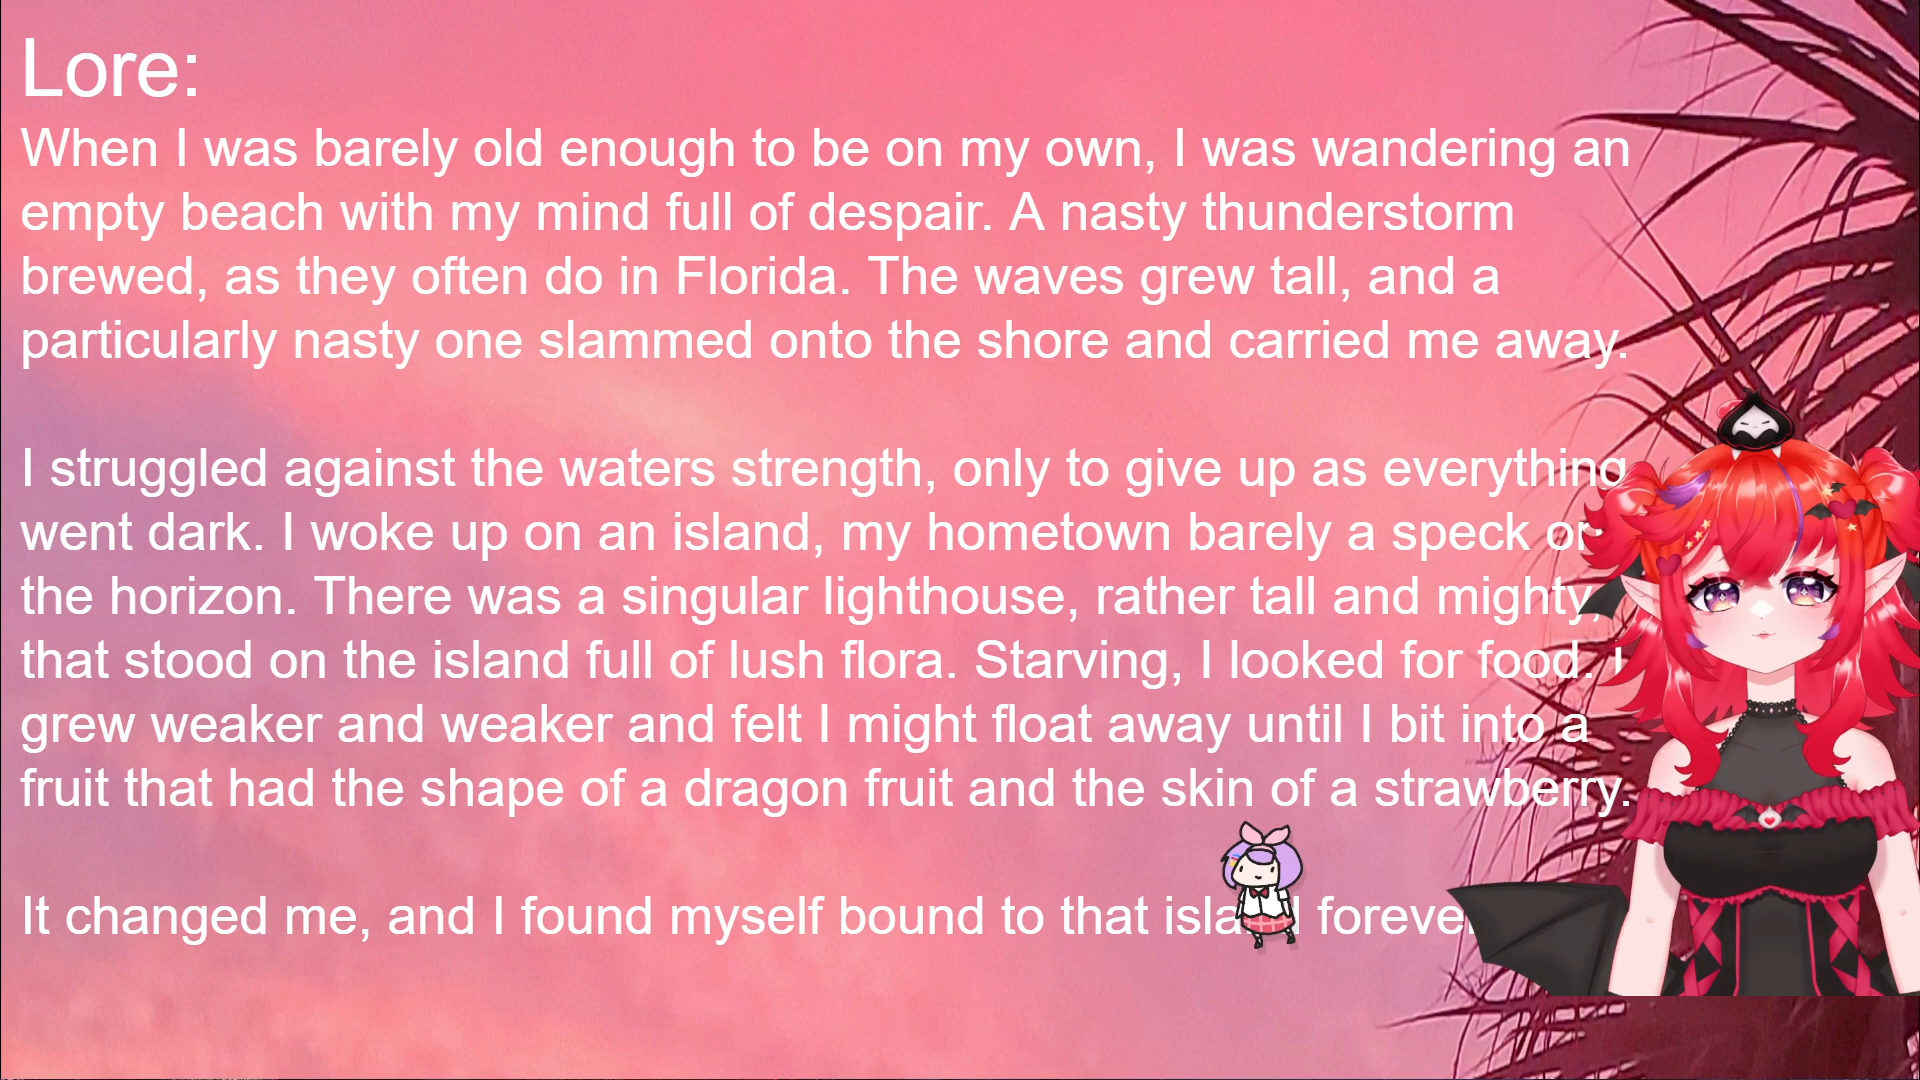 Lore:
When I was barely old enough to be on my own, I was wandering an
empty beach with my mind full of despair. A nasty thunderstorm
brewed, as they often do in Florida. The waves grew tall, and a
particularly nasty one slammed onto the shore and carried me away.
I struggled against the waters strength, only to give up as everything
went dark. I woke up on an island, my hometown barely a speck on
the horizon. There was a singular lighthouse, rather tall and mighty,
that stood on the island full of lush flora. Starving, I looked for food. I
grew weaker and weaker and felt I might float away until I bit into a
fruit that had the shape of a dragon fruit and the skin of a strawberry.
It changed me, and I found myself bound to that island forever